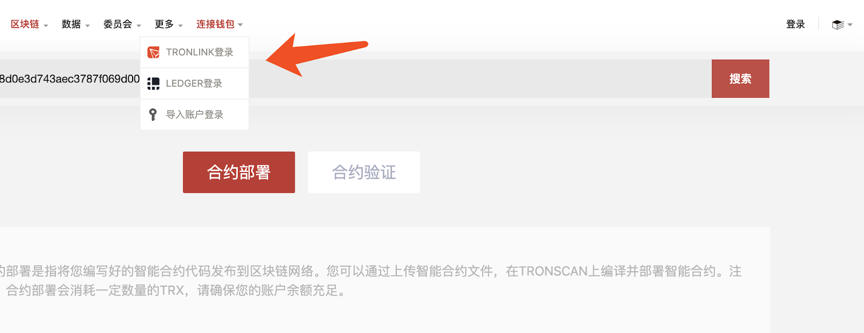 区块链 数据 委员会 更多 连接钱包 登录
TRONLINK登录
8d0e3d743aec3787f069d00 LEDGER登录 搜索
导入账户登录
合约部署 合约验证
约部署是指将您编写好的智能合约代码发布到区块链网络。您可以通过上传智能合约文件，在TRONSCAN上编译并部署智能合约。注
合约部署会消耗一定数量的TRX，请确保您的账户余额充足。